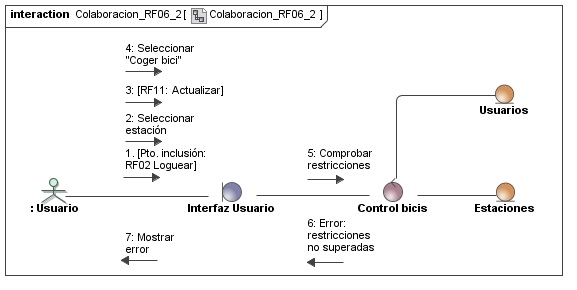 interaction Colaboracion_RF06_2 [ Colaboracion_RF06_2 ]
4: Seleccionar
"Coger bici"
3: [RF11: Actualizar]
2: Seleccionar
estación
1. [Pto. inclusión:
RF02 Loguear]
5: Comprobar
restricciones
Usuarios
: Usuario
Interfaz Usuario
Control bicis
Estaciones
6: Error:
restricciones
no superadas
7: Mostrar
error